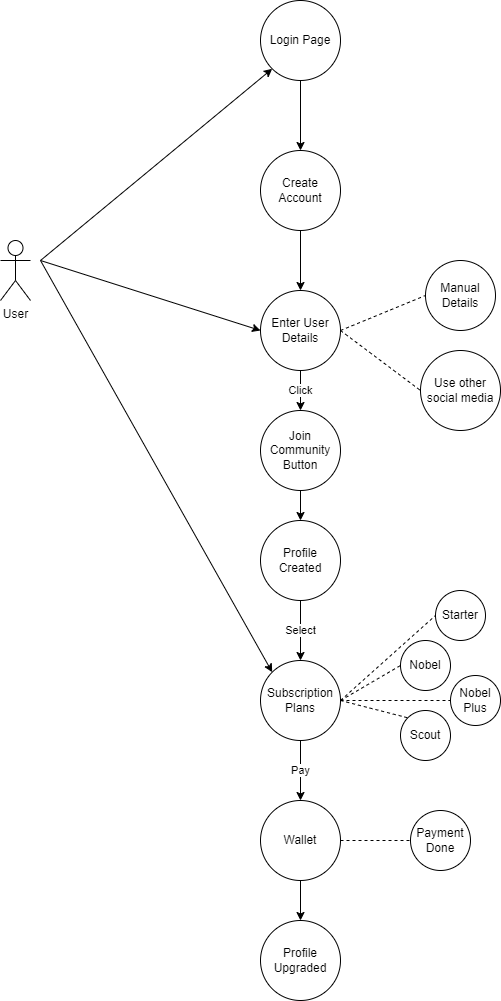 Login Page
Create
Account
User
Enter User
Details
Manual
Details
Use other
social media
Click
Join
Community
Button
Profile
Created
Select
Starter
Nobel
Subscription
Plans
Nobel
Plus
Scout
Pay
Wallet
Payment
Done
Profile
Upgraded